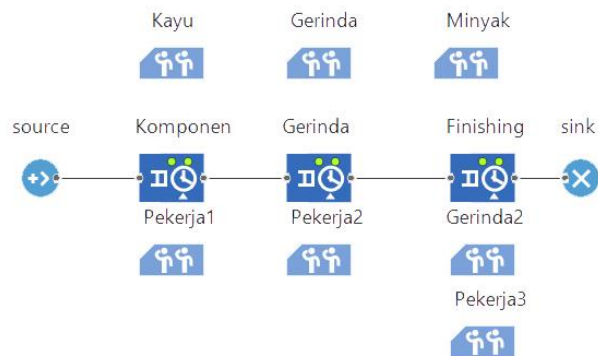 Kayu Gerinda Minyak
source Komponen Gerinda Finishing sink
Pekerja1 Pekerja2 Gerinda2
Pekerja3